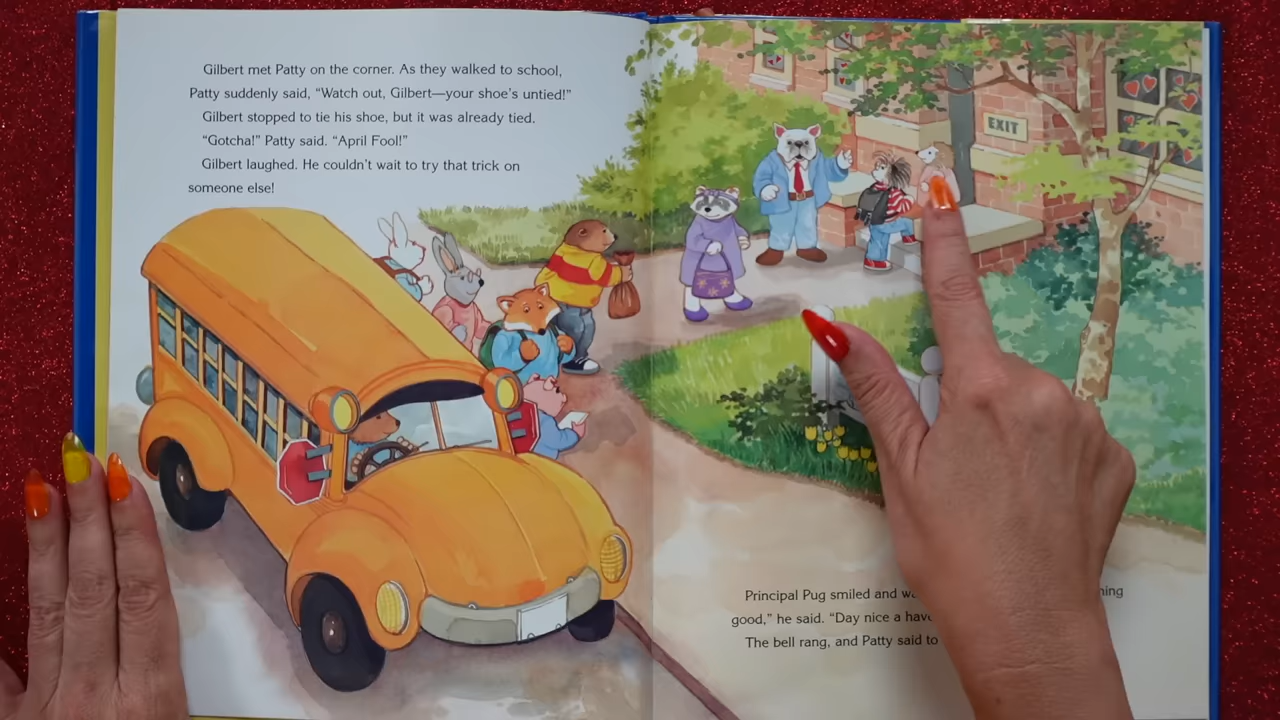 Gilbert met Patty on the corner. As they walked to school,
Patty suddenly said, “Watch out, Gilbert—your shoe’s untied!”
Gilbert stopped to tie his shoe, but it was already tied.
“Gotcha!” Patty said. “April Fool!”
Gilbert laughed. He couldn’t wait to try that trick on
someone else!
EXIT
Principal Pug smiled and
good,” he said. “Day nice a have
The bell rang, and Patty said to